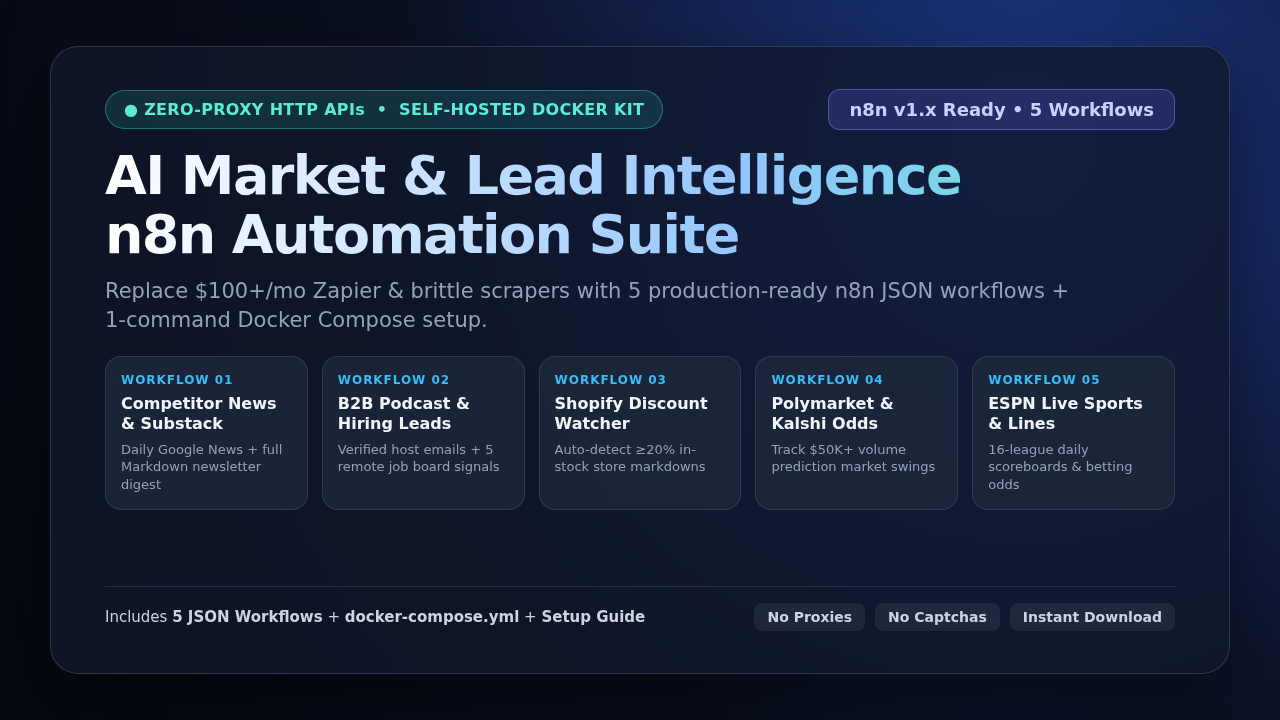 ● ZERO-PROXY HTTP APIs • SELF-HOSTED DOCKER KIT
n8n v1.x Ready • 5 Workflows
AI Market & Lead Intelligence
n8n Automation Suite
Replace $100+/mo Zapier & brittle scrapers with 5 production-ready n8n JSON workflows +
1-command Docker Compose setup.
WORKFLOW 01
Competitor News
& Substack
Daily Google News + full
Markdown newsletter
digest
WORKFLOW 02
B2B Podcast &
Hiring Leads
Verified host emails + 5
remote job board signals
WORKFLOW 03
Shopify Discount
Watcher
Auto-detect ≥20% in-
stock store markdowns
WORKFLOW 04
Polymarket &
Kalshi Odds
Track $50K+ volume
prediction market swings
WORKFLOW 05
ESPN Live Sports
& Lines
16-league daily
scoreboards & betting
odds
Includes 5 JSON Workflows + docker-compose.yml + Setup Guide
No Proxies
No Captchas
Instant Download